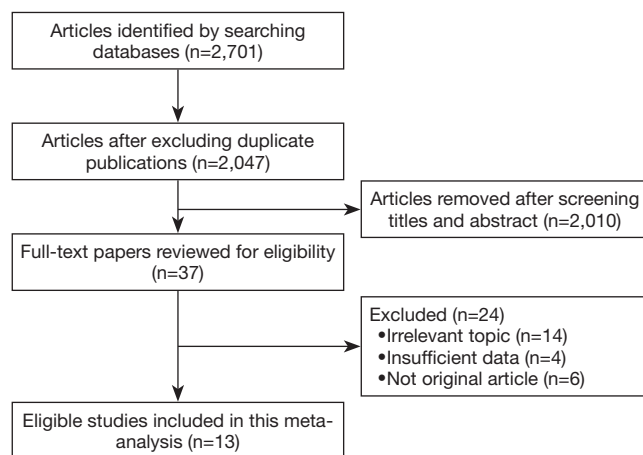 Articles identified by searching
databases (n=2,701)
Articles after excluding duplicate
publications (n=2,047)
Articles removed after screening
titles and abstract (n=2,010)
Full-text papers reviewed for eligibility
(n=37)
Excluded (n=24)
•Irrelevant topic (n=14)
•Insufficient data (n=4)
•Not original article (n=6)
Eligible studies included in this meta-
analysis (n=13)